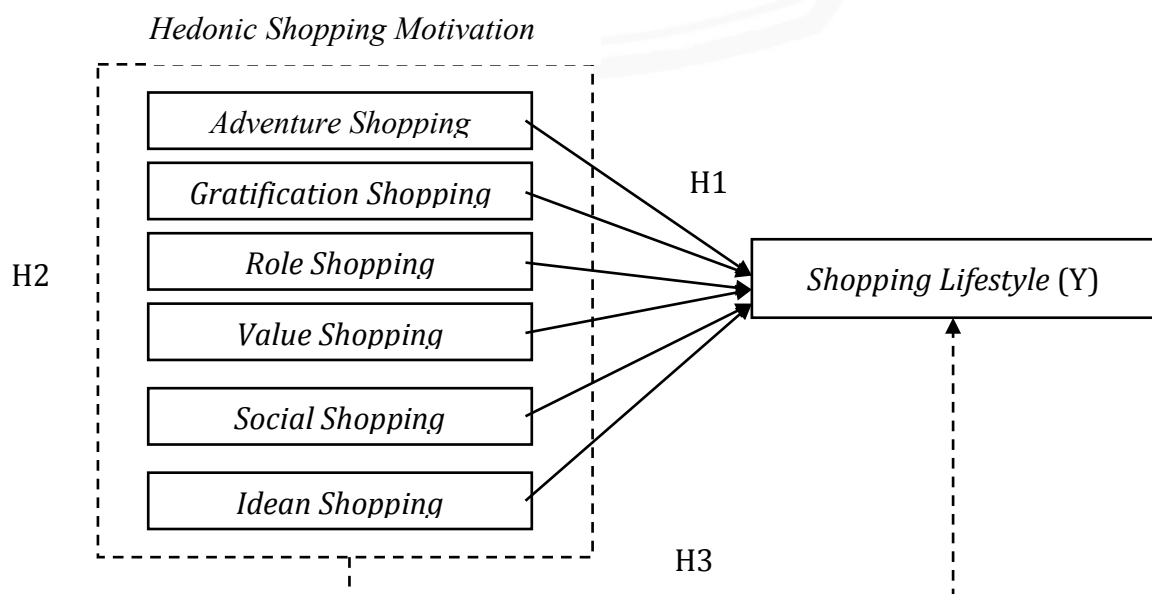 Hedonic Shopping Motivation
Adventure Shopping
H1
Gratification Shopping
Role Shopping
H2
Shopping Lifestyle (Y)
Value Shopping
Social Shopping
Idean Shopping
H3